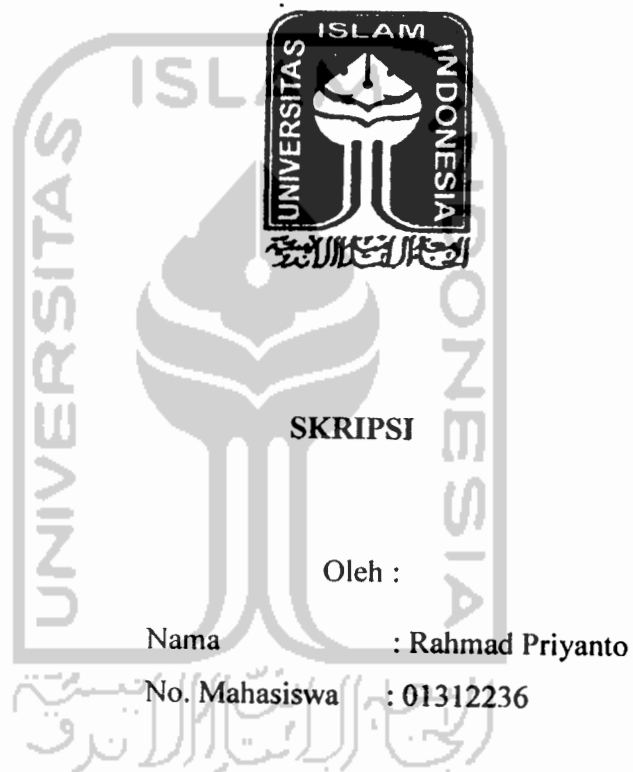 ISLAM
UNIVERSITAS
INDONESIA
SKRIPSI
Oleh :
Nama : Rahmad Priyanto
No. Mahasiswa : 01312236